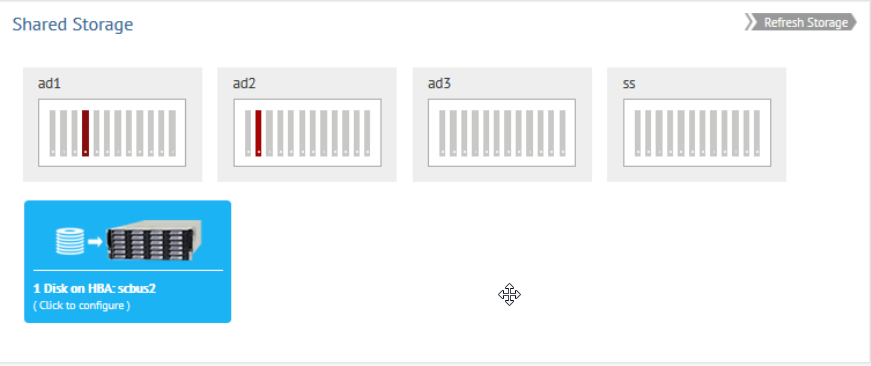 Shared Storage
Refresh Storage
ad1
ad2
ad3
ss
1 Disk on HBA: scbus2
( Click to configure )